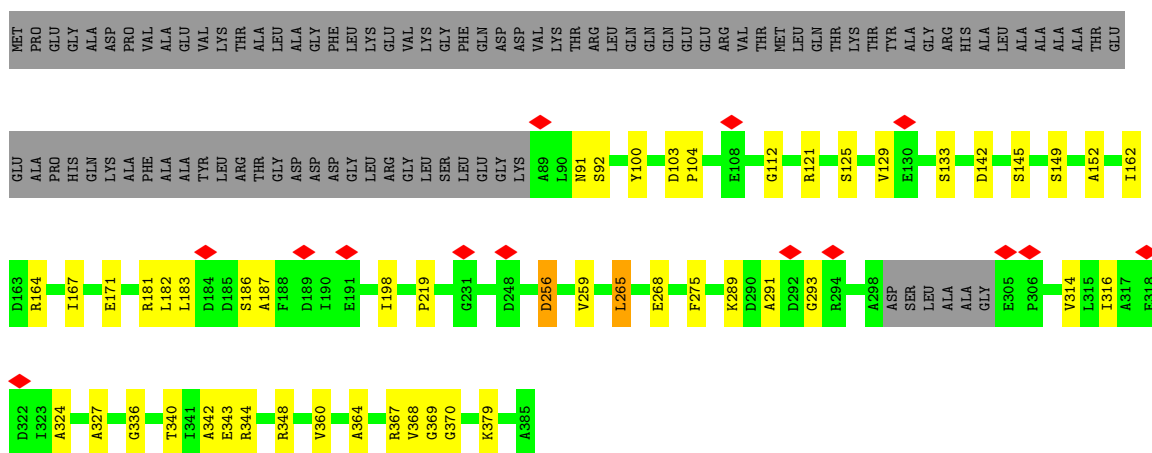 MET PRO GLU GLY ALA ASP PRO VAL ALA GLU VAL LYS THR ALA LEU ALA GLY PHE LEU LYS GLU VAL LYS GLY PHE GLN ASP ASP VAL LYS THR ARG LEU GLN GLN GLN GLU GLU ARG VAL THR MET LEU GLN THR LYS THR TYR ALA GLY ARG HIS ALA LEU ALA ALA ALA ALA THR GLU
GLU ALA PRO HIS GLN LYS ALA PHE ALA ALA TYR LEU ARG THR GLY ASP ASP ASP GLY LEU ARG GLY LEU SER LEU GLU GLY LYS A89 L90 N91 S92 Y100 D103 P104 E108 G112 R121 S125 V129 E130 S133 D142 S145 S149 A152 I162
D163 R164 I167 E171 R181 L182 L183 D184 D185 S186 A187 F188 D189 I190 E191 I198 P219 G231 D248 D256 V259 L265 E268 F275 K289 D290 A291 D292 G293 R294 A298 ASP SER LEU ALA ALA GLY E305 P306 V314 L315 I316 A317 E318
D322 I323 A324 A327 G336 T340 I341 A342 E343 R344 R348 V360 A364 R367 V368 G369 G370 K379 A385